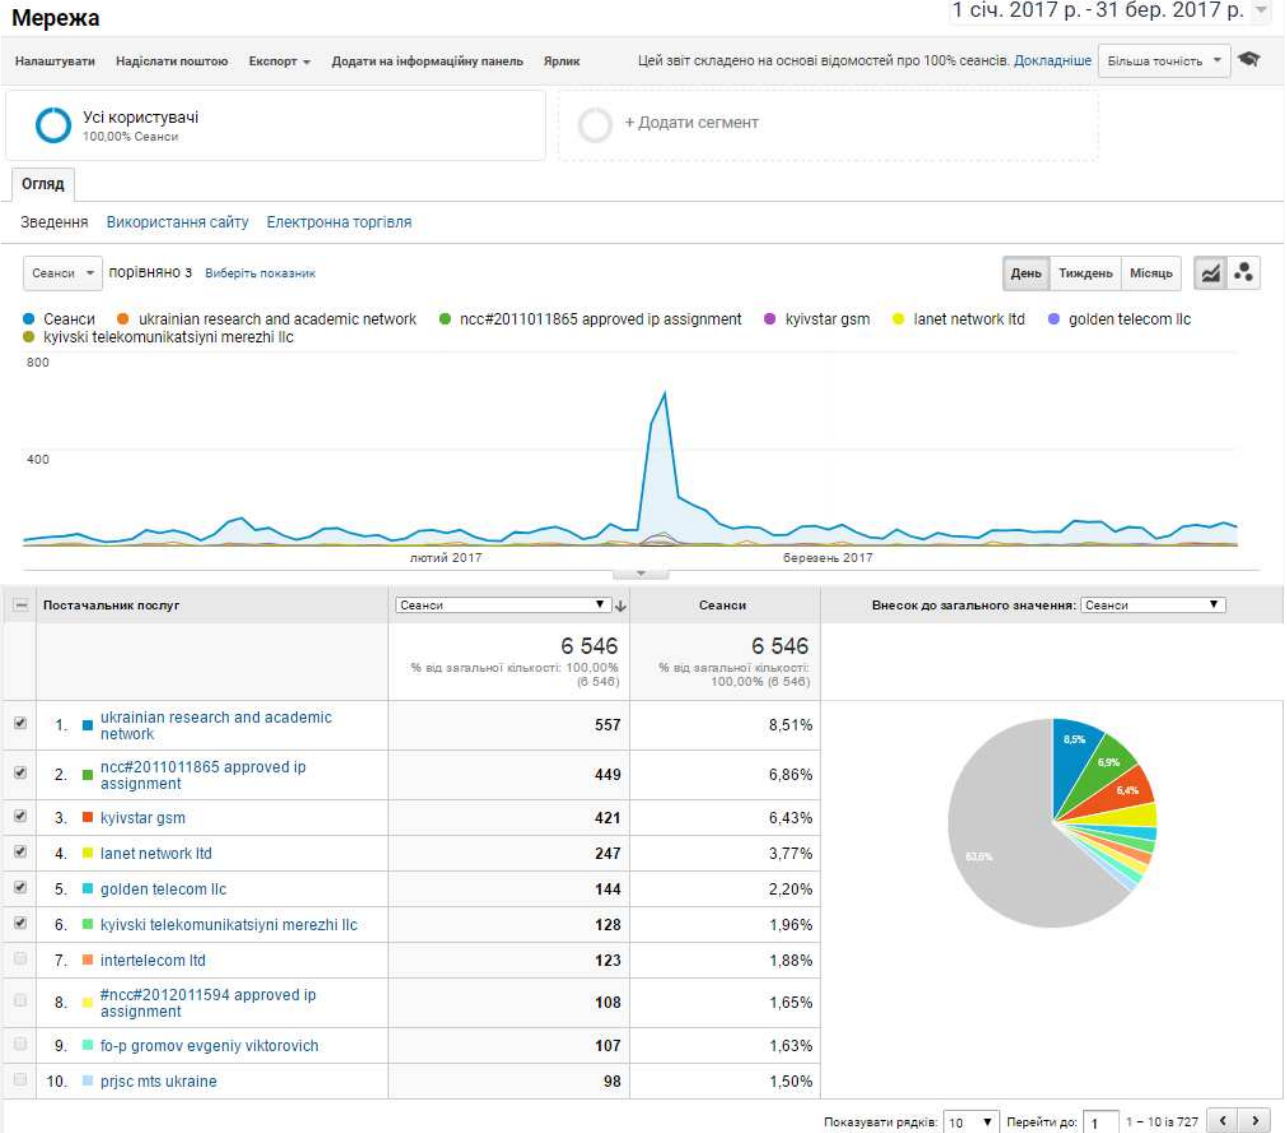 Мережа
1 січ. 2017 р. - 31 бер. 2017 р.
Налаштувати Надіслати поштою Експорт Додати на інформаційну панель Ярлик Цей звіт складено на основі відомостей про 100% сеансів. Докладніше Більша точність
Усі користувачі
100,00% Сеанси
+ Додати сегмент
Огляд
Зведення Використання сайту Електронна торгівля
Сеанси порівняно з Виберіть показник День Тиждень Місяць
Сеанси ukrainian research and academic network ncc#2011011865 approved ip assignment kyivstar gsm lanet network ltd golden telecom llc
kyivski telekomunikatsiyni merezhi llc
800
400
лютий 2017 березень 2017
Постачальник послуг Сеанси Сеанси Внесок до загального значення: Сеанси
6 546 6 546
% від загальної кількості: 100,00% % від загальної кількості:
(6 546) 100,00% (6 546)
1. ukrainian research and academic
network 557 8,51%
2. ncc#2011011865 approved ip
assignment 449 6,86%
3. kyivstar gsm 421 6,43%
4. lanet network ltd 247 3,77%
5. golden telecom llc 144 2,20%
6. kyivski telekomunikatsiyni merezhi llc 128 1,96%
7. intertelecom ltd 123 1,88%
8. #ncc#2012011594 approved ip
assignment 108 1,65%
9. fo-p gromov evgeniy viktorovich 107 1,63%
10. prjsc mts ukraine 98 1,50%
8,5%
6,9%
6,4%
63,6%
Показувати рядків: 10 Перейти до: 1 1 – 10 із 727